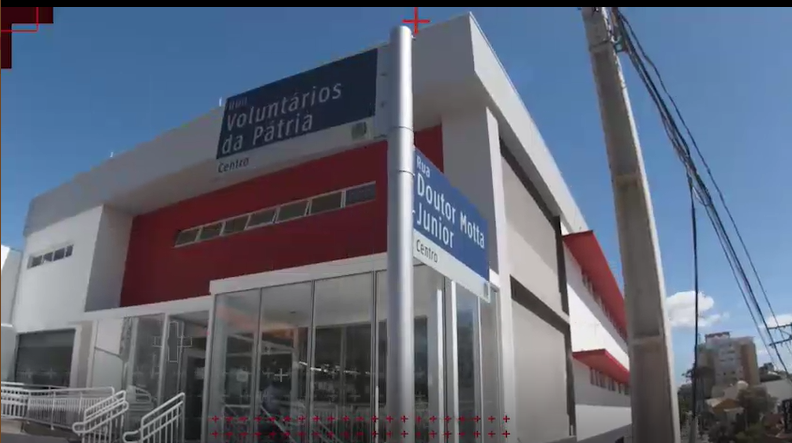 Rua
Voluntários
da Pátria
Centro
Rua
Doutor Motta
Junior
Centro